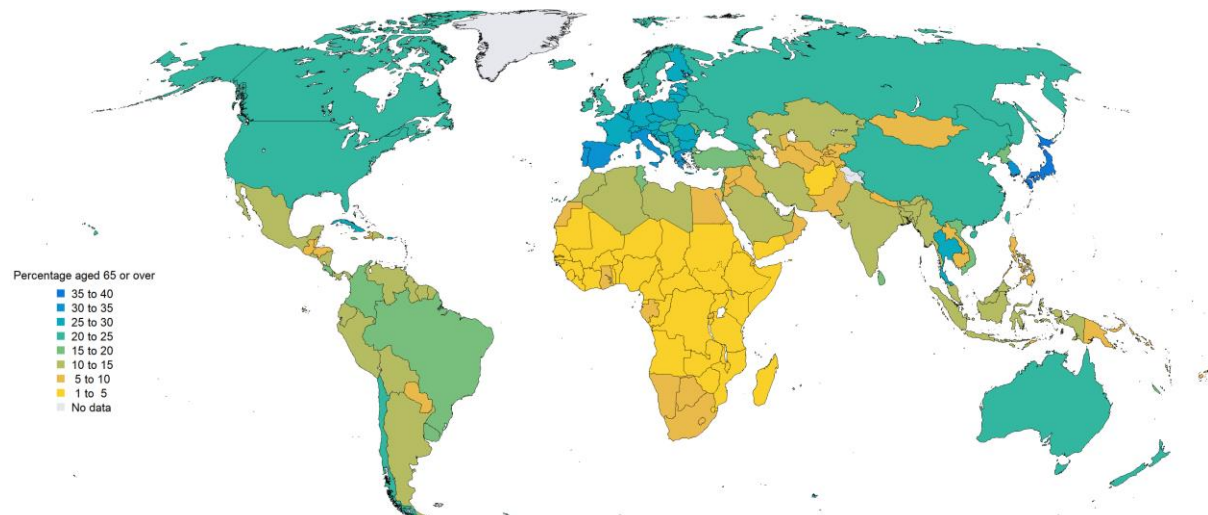 Percentage aged 65 or over
35 to 40
30 to 35
25 to 30
20 to 25
15 to 20
10 to 15
5 to 10
1 to 5
No data